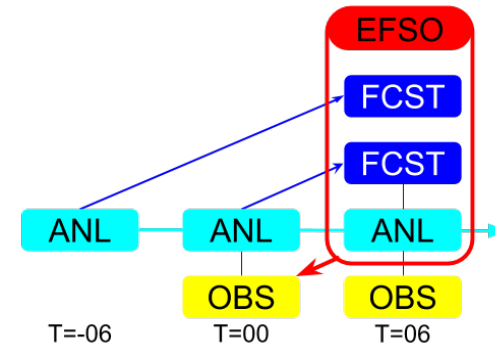 EFSO
FCST
FCST
ANL ANL ANL
OBS OBS
T=-06 T=00 T=06